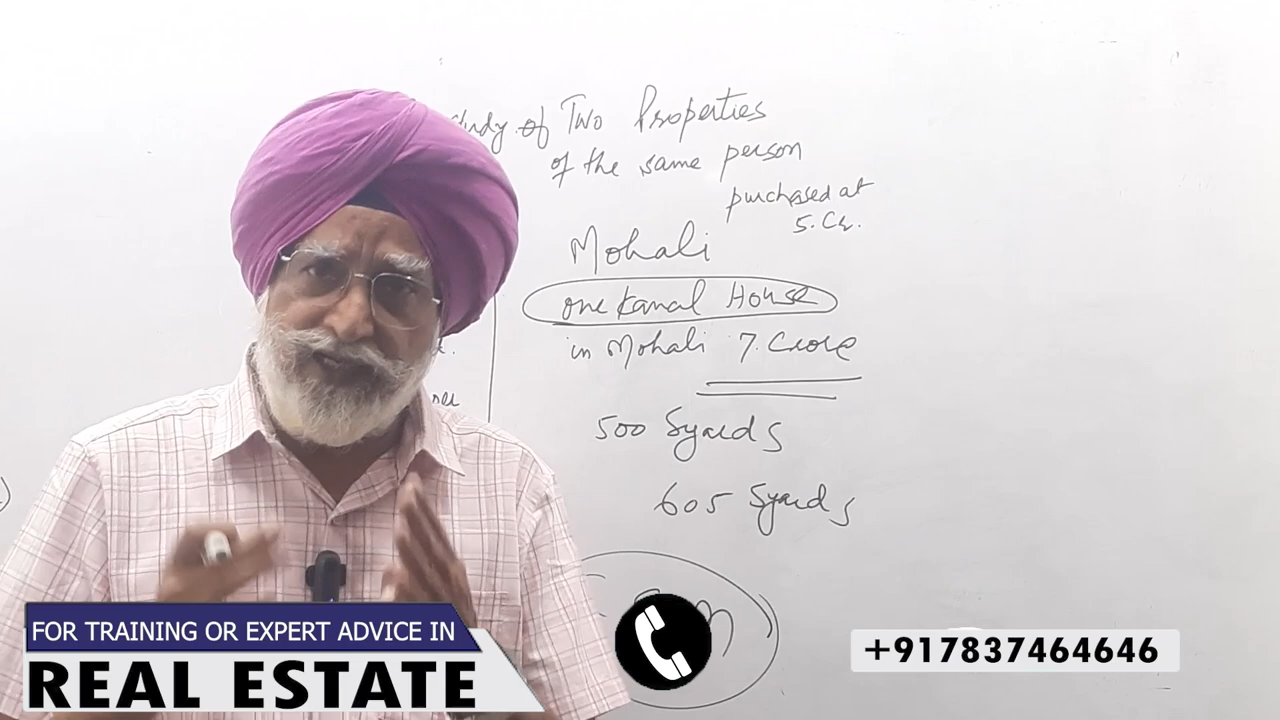 study of Two Properties
of the same person
purchased at
5. Cr.
Mohali
one kanal House
in Mohali 7. Crore
500 Syards
605 Syards
FOR TRAINING OR EXPERT ADVICE IN
REAL ESTATE
+917837464646